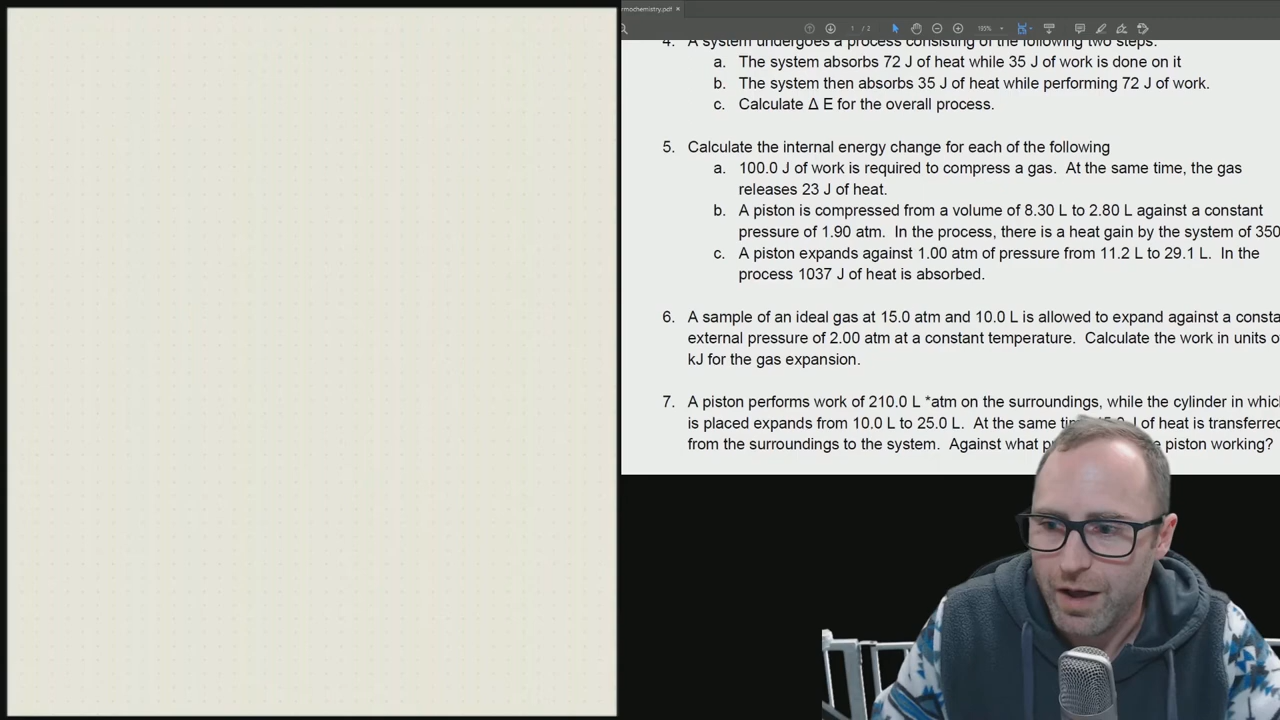 ermochemistry.pdf ×
1 / 2
195%
4. A system undergoes a process consisting of the following two steps:
a. The system absorbs 72 J of heat while 35 J of work is done on it
b. The system then absorbs 35 J of heat while performing 72 J of work.
c. Calculate Δ E for the overall process.
5. Calculate the internal energy change for each of the following
a. 100.0 J of work is required to compress a gas. At the same time, the gas
releases 23 J of heat.
b. A piston is compressed from a volume of 8.30 L to 2.80 L against a constant
pressure of 1.90 atm. In the process, there is a heat gain by the system of 350
c. A piston expands against 1.00 atm of pressure from 11.2 L to 29.1 L. In the
process 1037 J of heat is absorbed.
6. A sample of an ideal gas at 15.0 atm and 10.0 L is allowed to expand against a consta
external pressure of 2.00 atm at a constant temperature. Calculate the work in units o
kJ for the gas expansion.
7. A piston performs work of 210.0 L *atm on the surroundings, while the cylinder in whic
is placed expands from 10.0 L to 25.0 L. At the same J of heat is transferred
from the surroundings to the system. Against what piston working?